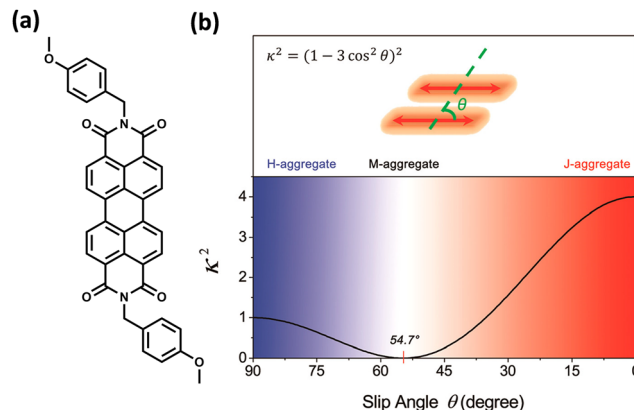 (a)
(b)
O
O
O
N
O
O
N
O
O
κ² = (1 − 3 cos² θ)²
θ
H-aggregate
M-aggregate
J-aggregate
4
3
2
1
0
κ²
54.7°
90
75
60
45
30
15
0
Slip Angle θ (degree)